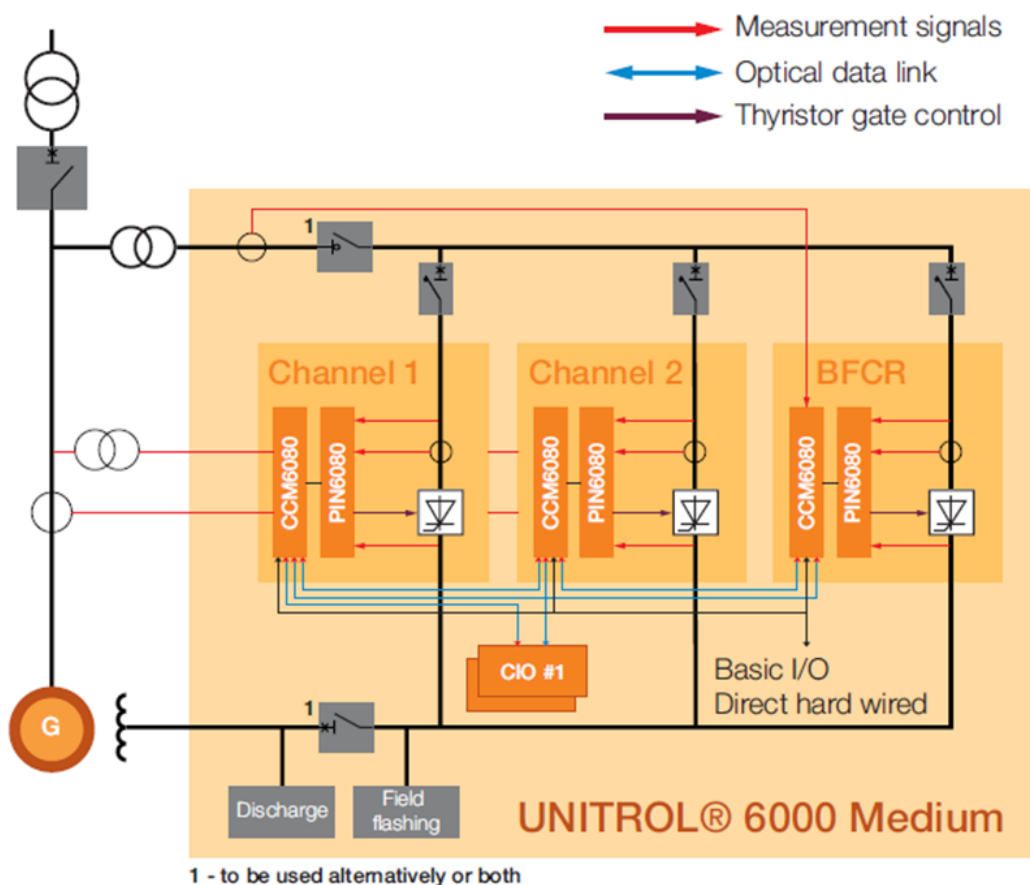 Measurement signals
Optical data link
Thyristor gate control
1
Channel 1
Channel 2
BFCR
CCM6080
PIN6080
CCM6080
PIN6080
CCM6080
PIN6080
CIO #1
Basic I/O
Direct hard wired
G
1
Discharge
Field
flashing
UNITROL® 6000 Medium
1 - to be used alternatively or both